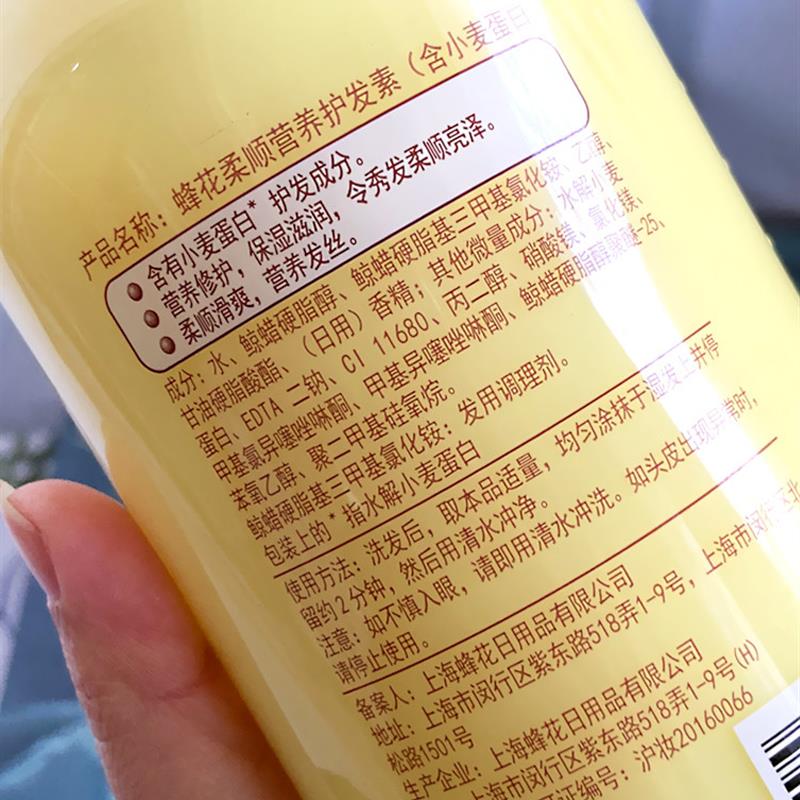 产品名称：蜂花柔顺营养护发素（含小麦蛋白
含有小麦蛋白* 护发成分。
营养修护，保湿滋润，令秀发柔顺亮泽。
柔顺滑爽，营养发丝。
成分：水、鲸蜡硬脂醇、鲸蜡硬脂基三甲基氯化铵、乙醇、
甘油硬脂酸酯、（日用）香精；其他微量成分：水解小麦
蛋白、EDTA 二钠、CI 11680、丙二醇、硝酸镁、氯化镁、
甲基氯异噻唑啉酮、甲基异噻唑啉酮、鲸蜡硬脂醇聚醚-25、
苯氧乙醇、聚二甲基硅氧烷。
鲸蜡硬脂基三甲基氯化铵：发用调理剂。
包装上的 * 指水解小麦蛋白
使用方法：洗发后，取本品适量，均匀涂抹于湿发上并停
留约2分钟，然后用清水冲净。
注意：如不慎入眼，请即用清水冲洗。如头皮出现异常时，
请停止使用。
备案人：上海蜂花日用品有限公司
地址：上海市闵行区紫东路518弄1-9号，上海市闵行区北
松路1501号
生产企业：上海蜂花日用品有限公司
上海市闵行区紫东路518弄1-9号(H)
证编号：沪妆20160066